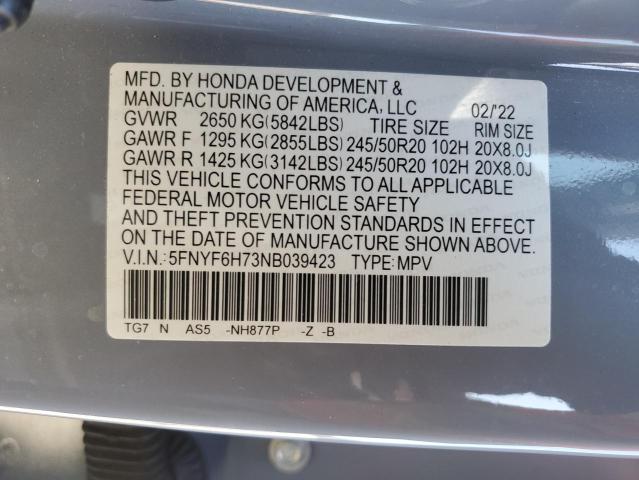 MFD. BY HONDA DEVELOPMENT &
MANUFACTURING OF AMERICA, LLC 02/'22
GVWR 2650 KG(5842LBS) TIRE SIZE RIM SIZE
GAWR F 1295 KG(2855LBS) 245/50R20 102H 20X8.0J
GAWR R 1425 KG(3142LBS) 245/50R20 102H 20X8.0J
THIS VEHICLE CONFORMS TO ALL APPLICABLE
FEDERAL MOTOR VEHICLE SAFETY
AND THEFT PREVENTION STANDARDS IN EFFECT
ON THE DATE OF MANUFACTURE SHOWN ABOVE.
V.I.N.: 5FNYF6H73NB039423 TYPE: MPV
TG7 N AS5 -NH877P -Z -B